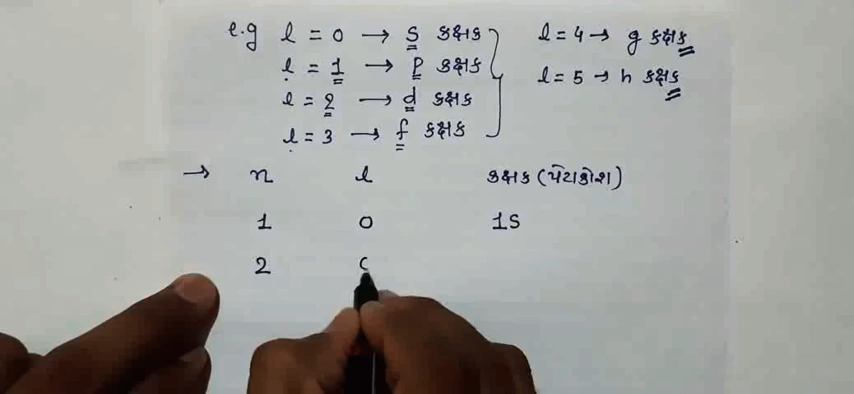 e.g l = 0 → s કક્ષક l = 4 → g કક્ષક
l = 1 → p કક્ષક l = 5 → h કક્ષક
l = 2 → d કક્ષક
l = 3 → f કક્ષક
→ n l કક્ષક (પેટાકોશ)
1 0 1s
2